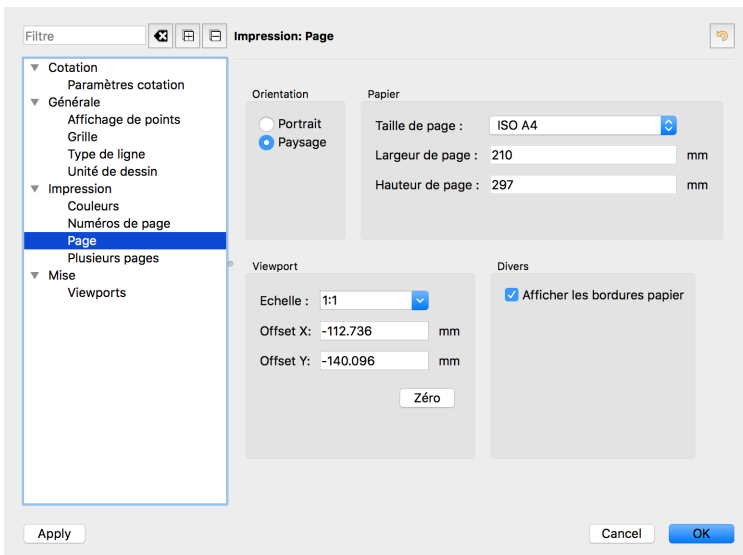 Filtre
Impression: Page
Cotation
Paramètres cotation
Générale
Affichage de points
Grille
Type de ligne
Unité de dessin
Impression
Couleurs
Numéros de page
Page
Plusieurs pages
Mise
Viewports
Orientation
Portrait
Paysage
Papier
Taille de page : ISO A4
Largeur de page : 210 mm
Hauteur de page : 297 mm
Viewport
Echelle : 1:1
Offset X: -112.736 mm
Offset Y: -140.096 mm
Zéro
Divers
Afficher les bordures papier
Apply
Cancel
OK